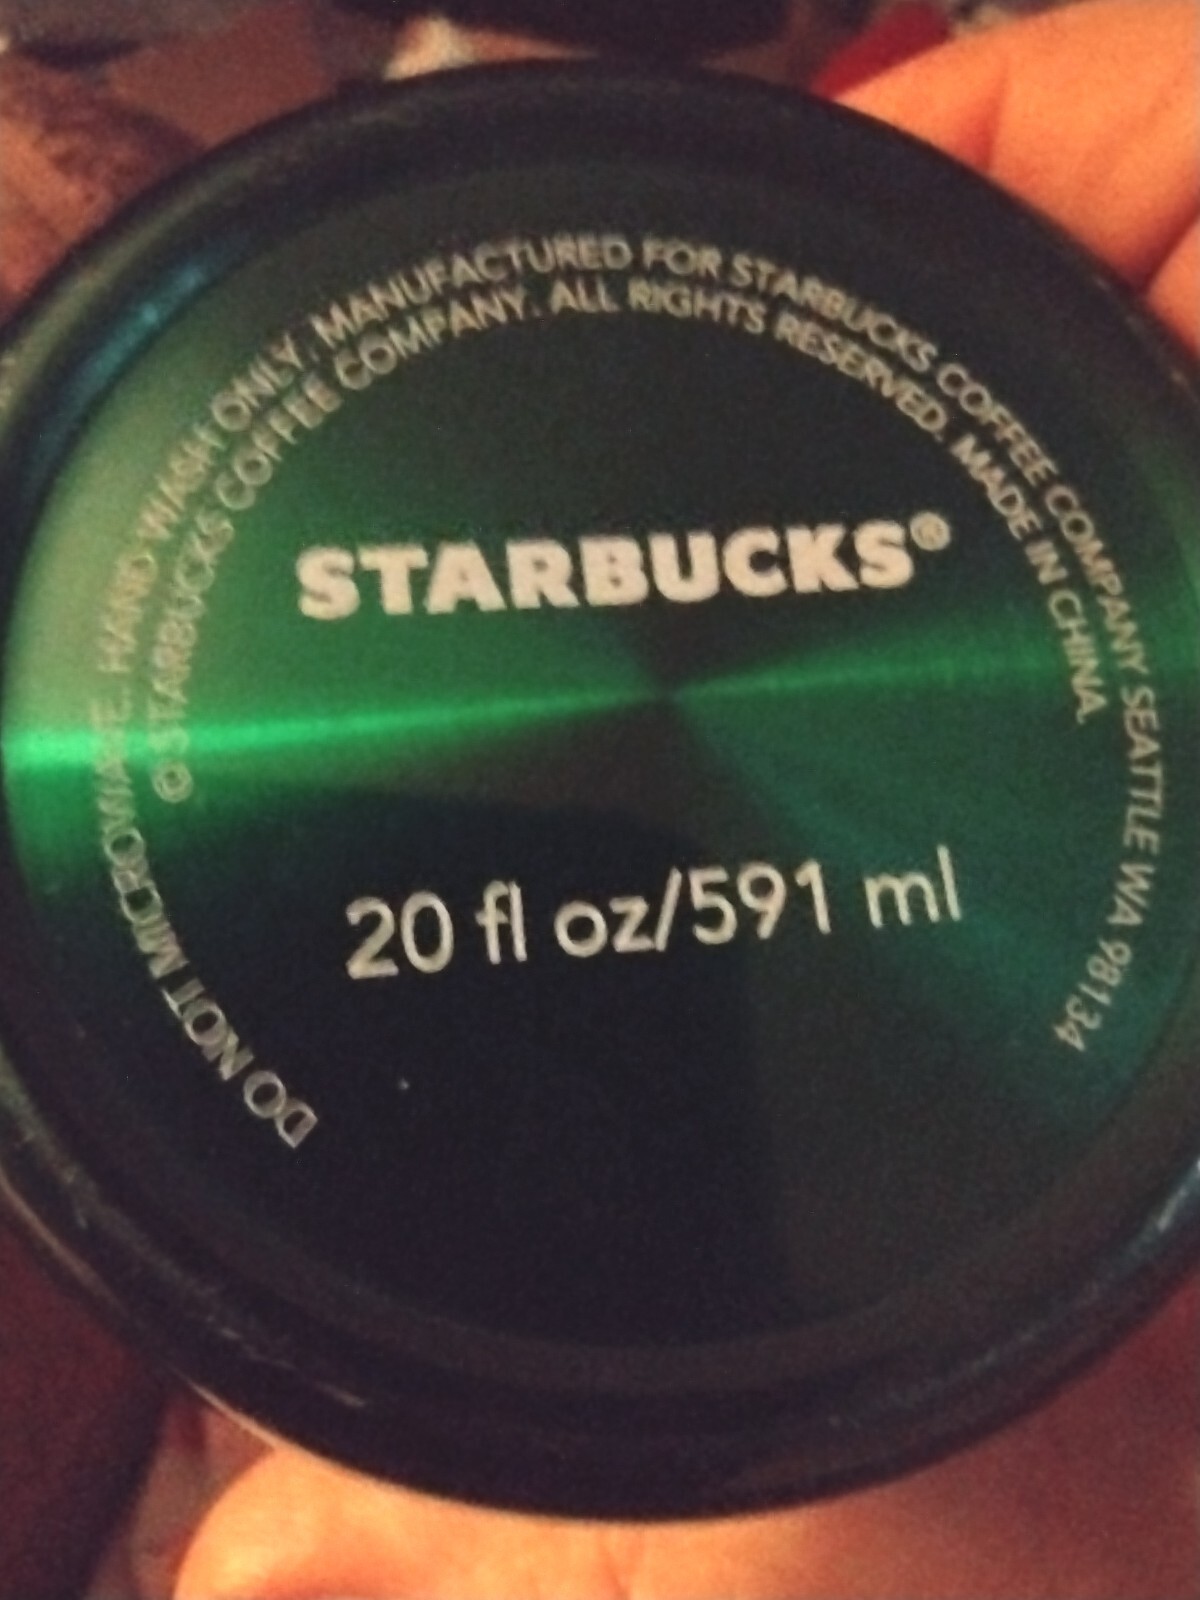 DO NOT MICROWAVE. HAND WASH ONLY. MANUFACTURED FOR STARBUCKS COFFEE COMPANY SEATTLE WA 98134
© STARBUCKS COFFEE COMPANY. ALL RIGHTS RESERVED. MADE IN CHINA.
STARBUCKS®
20 fl oz/591 ml